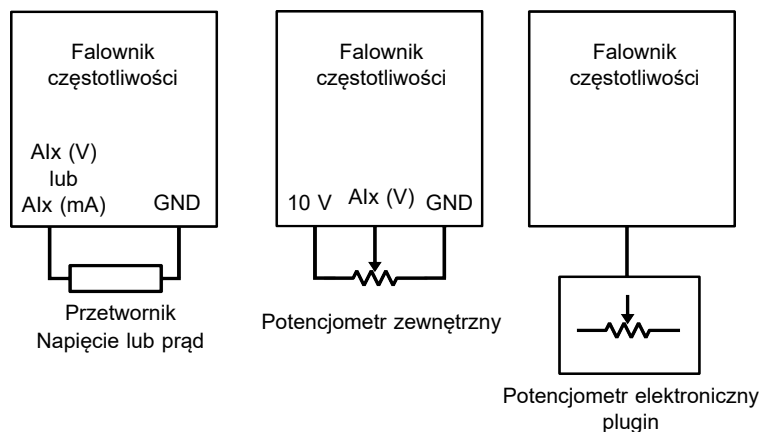 Falownik
częstotliwości
AIx (V)
lub
AIx (mA)
GND
Przetwornik
Napięcie lub prąd
Falownik
częstotliwości
10 V
AIx (V)
GND
Potencjometr zewnętrzny
Falownik
częstotliwości
Potencjometr elektroniczny
plugin